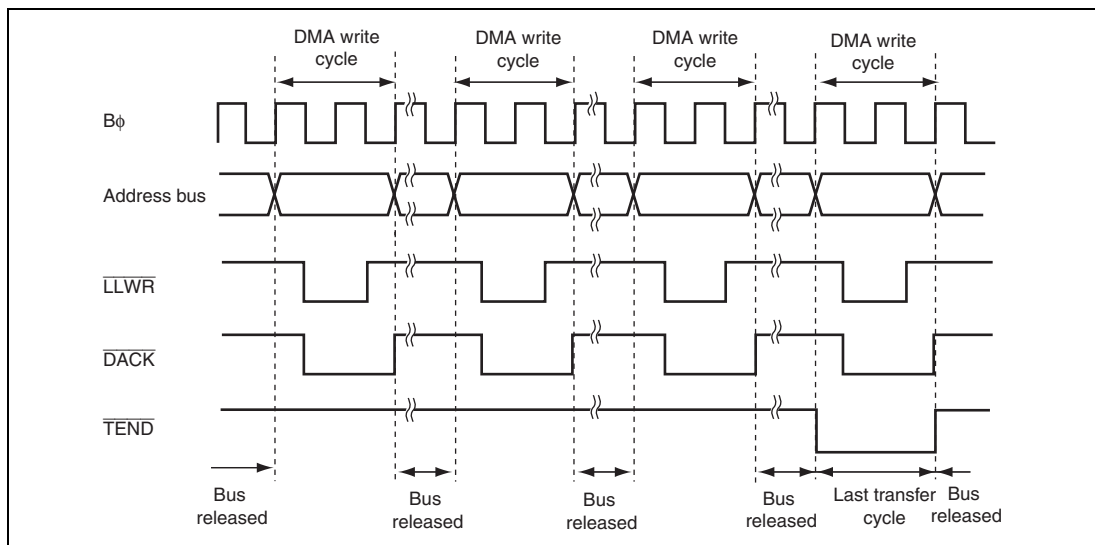 DMA write
cycle
DMA write
cycle
DMA write
cycle
DMA write
cycle
Bϕ
Address bus
LLWR
DACK
TEND
Bus
released
Bus
released
Bus
released
Bus
released
Last transfer
cycle
Bus
released